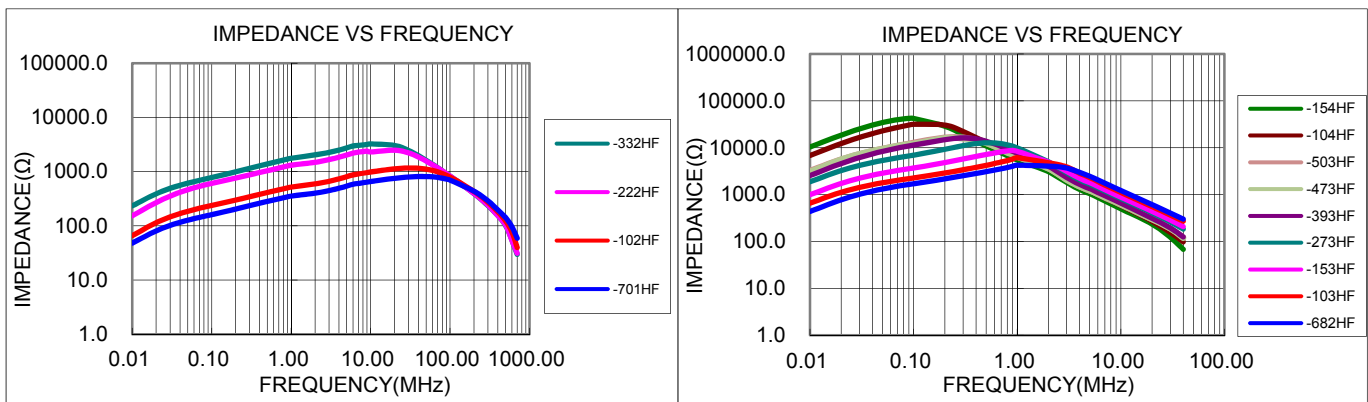 IMPEDANCE VS FREQUENCY
IMPEDANCE(Ω)
100000.0
10000.0
1000.0
100.0
10.0
1.0
0.01 0.10 1.00 10.00 100.00 1000.00
FREQUENCY(MHz)
-332HF
-222HF
-102HF
-701HF
IMPEDANCE VS FREQUENCY
IMPEDANCE(Ω)
1000000.0
100000.0
10000.0
1000.0
100.0
10.0
1.0
0.01 0.10 1.00 10.00 100.00
FREQUENCY(MHz)
-154HF
-104HF
-503HF
-473HF
-393HF
-273HF
-153HF
-103HF
-682HF